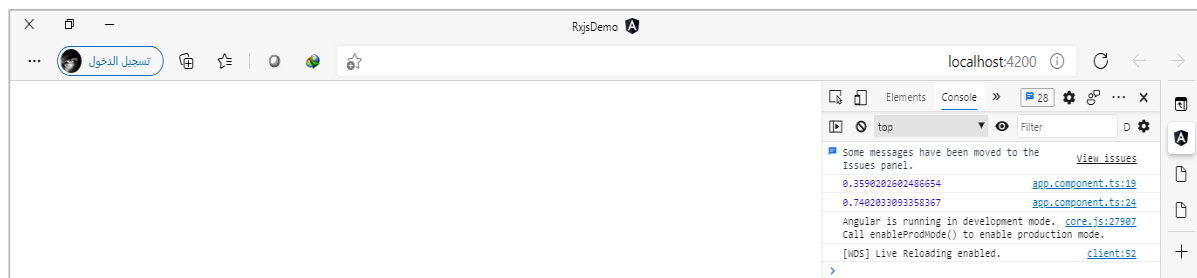 RxjsDemo
تسجيل الدخول
localhost:4200
Elements Console 28
top Filter D
Some messages have been moved to the Issues panel. View issues
0.3590202602486654 app.component.ts:19
0.7402033093358367 app.component.ts:24
Angular is running in development mode. core.js:27907
Call enableProdMode() to enable production mode.
[WDS] Live Reloading enabled. client:52